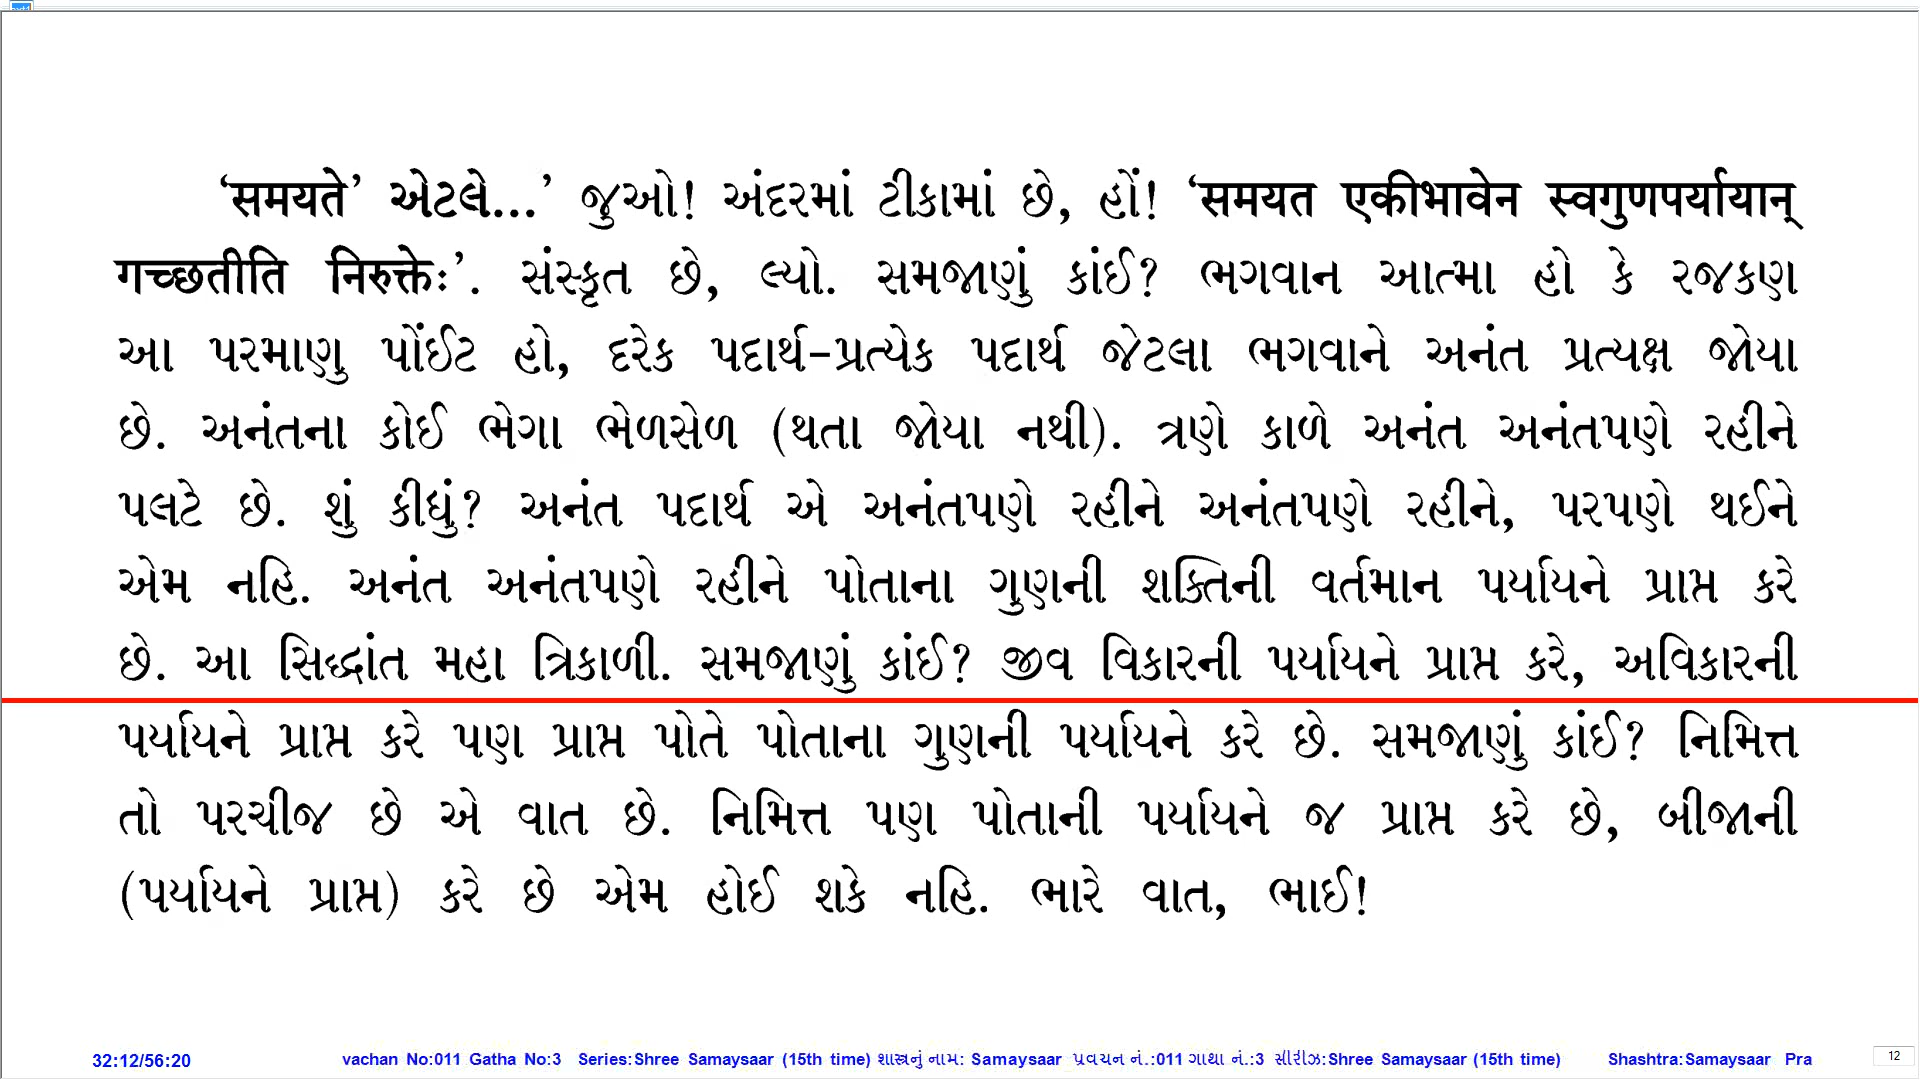 ‘समयते’ એટલે...’ જુઓ! અંદરમાં ટીકામાં છે, હોં! ‘समयत एकीभावेन स्वगुणपर्यायान्
गच्छतीति निरुक्तेः’. સંસ્કૃત છે, લ્યો. સમજાણું કાંઈ? ભગવાન આત્મા હો કે રજકણ
આ પરમાણુ પોંઈટ હો, દરેક પદાર્થ-પ્રત્યેક પદાર્થ જેટલા ભગવાને અનંત પ્રત્યક્ષ જોયા
છે. અનંતના કોઈ ભેગા ભેળસેળ (થતા જોયા નથી). ત્રણે કાળે અનંત અનંતપણે રહીને
પલટે છે. શું કીધું? અનંત પદાર્થ એ અનંતપણે રહીને અનંતપણે રહીને, પરપણે થઈને
એમ નહિ. અનંત અનંતપણે રહીને પોતાના ગુણની શક્તિની વર્તમાન પર્યાયને પ્રાપ્ત કરે
છે. આ સિદ્ધાંત મહા ત્રિકાળી. સમજાણું કાંઈ? જીવ વિકારની પર્યાયને પ્રાપ્ત કરે, અવિકારની
પર્યાયને પ્રાપ્ત કરે પણ પ્રાપ્ત પોતે પોતાના ગુણની પર્યાયને કરે છે. સમજાણું કાંઈ? નિમિત્ત
તો પરચીજ છે એ વાત છે. નિમિત્ત પણ પોતાની પર્યાયને જ પ્રાપ્ત કરે છે, બીજાની
(પર્યાયને પ્રાપ્ત) કરે છે એમ હોઈ શકે નહિ. ભારે વાત, ભાઈ!
32:12/56:20 vachan No:011 Gatha No:3 Series:Shree Samaysaar (15th time) શાસ્ત્રનું નામ: Samaysaar પ્રવચન નં.:011 ગાથા નં.:3 સીરીઝ:Shree Samaysaar (15th time) Shashtra:Samaysaar Pra 12